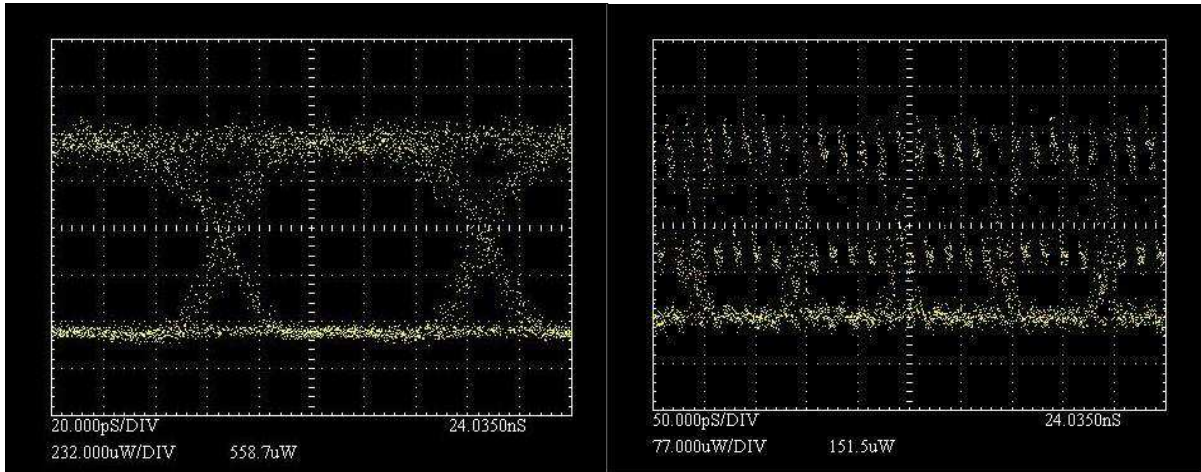 20.000pS/DIV 24.0350nS
232.000uW/DIV 558.7uW
50.000pS/DIV 24.0350nS
77.000uW/DIV 151.5uW